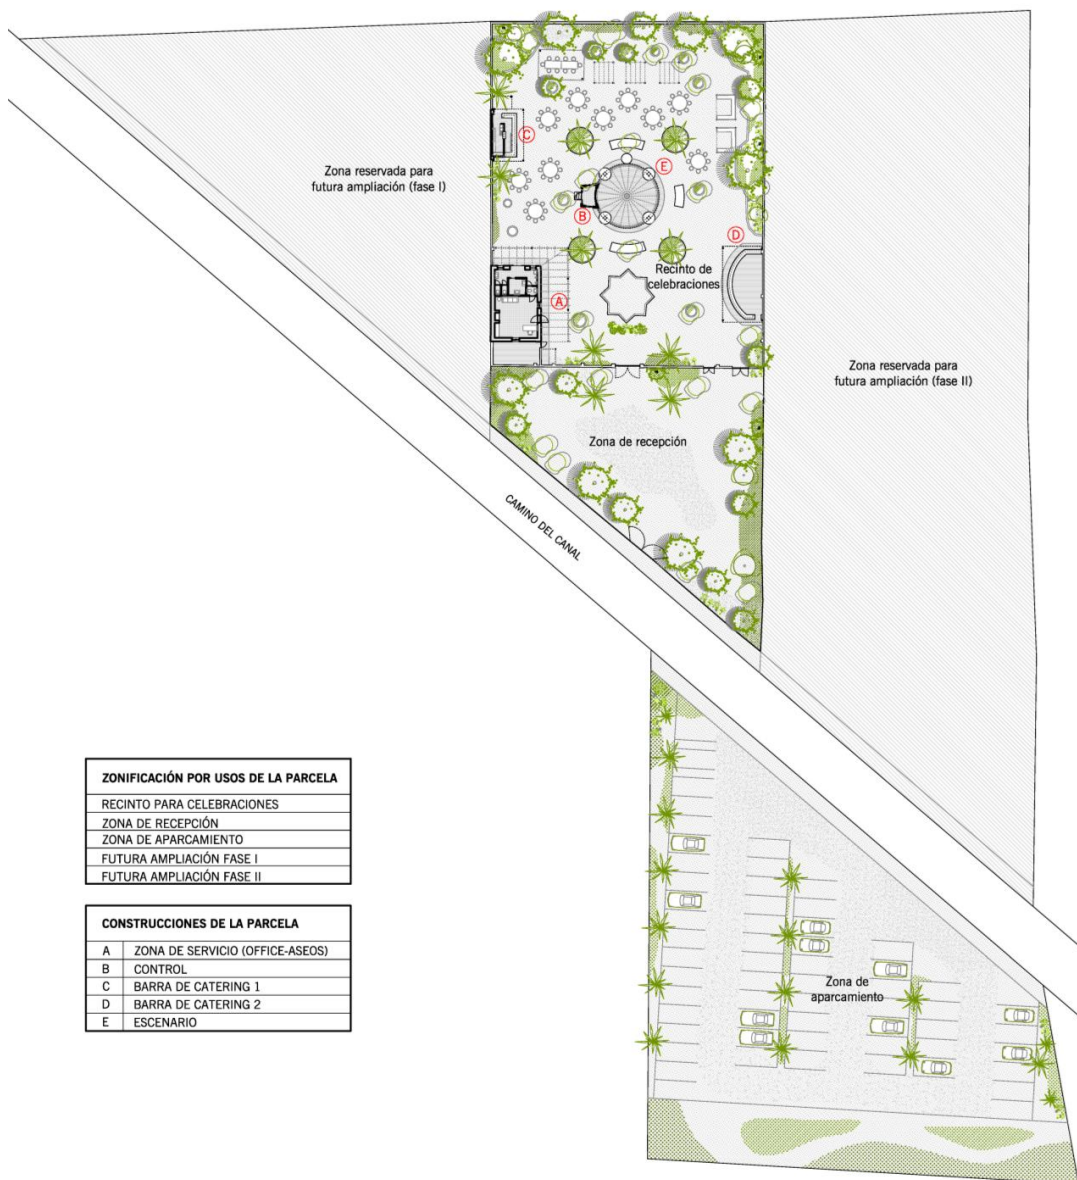 Zona reservada para
futura ampliación (fase I)
C
E
B
D
Recinto de
celebraciones
A
Zona reservada para
futura ampliación (fase II)
Zona de recepción
CAMINO DEL CANAL
Zona de
aparcamiento
ZONIFICACIÓN POR USOS DE LA PARCELA
RECINTO PARA CELEBRACIONES
ZONA DE RECEPCIÓN
ZONA DE APARCAMIENTO
FUTURA AMPLIACIÓN FASE I
FUTURA AMPLIACIÓN FASE II
CONSTRUCCIONES DE LA PARCELA
A ZONA DE SERVICIO (OFFICE-ASEOS)
B CONTROL
C BARRA DE CATERING 1
D BARRA DE CATERING 2
E ESCENARIO